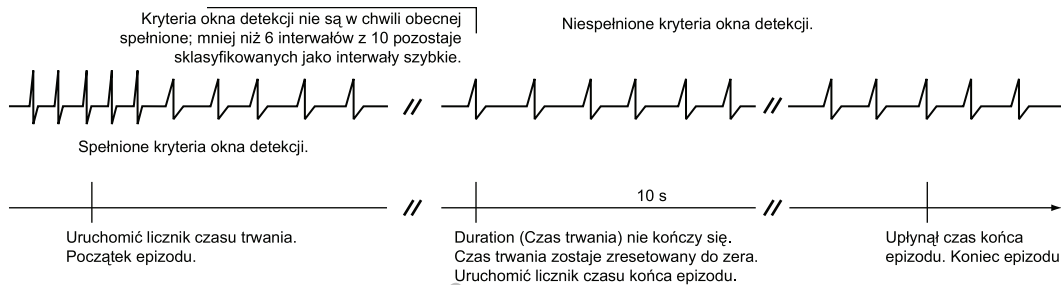 Kryteria okna detekcji nie są w chwili obecnej
spełnione; mniej niż 6 interwałów z 10 pozostaje
sklasyfikowanych jako interwały szybkie.
Niespełnione kryteria okna detekcji.
Spełnione kryteria okna detekcji.
10 s
Uruchomić licznik czasu trwania.
Początek epizodu.
Duration (Czas trwania) nie kończy się.
Czas trwania zostaje zresetowany do zera.
Uruchomić licznik czasu końca epizodu.
Upłynął czas końca
epizodu. Koniec epizodu